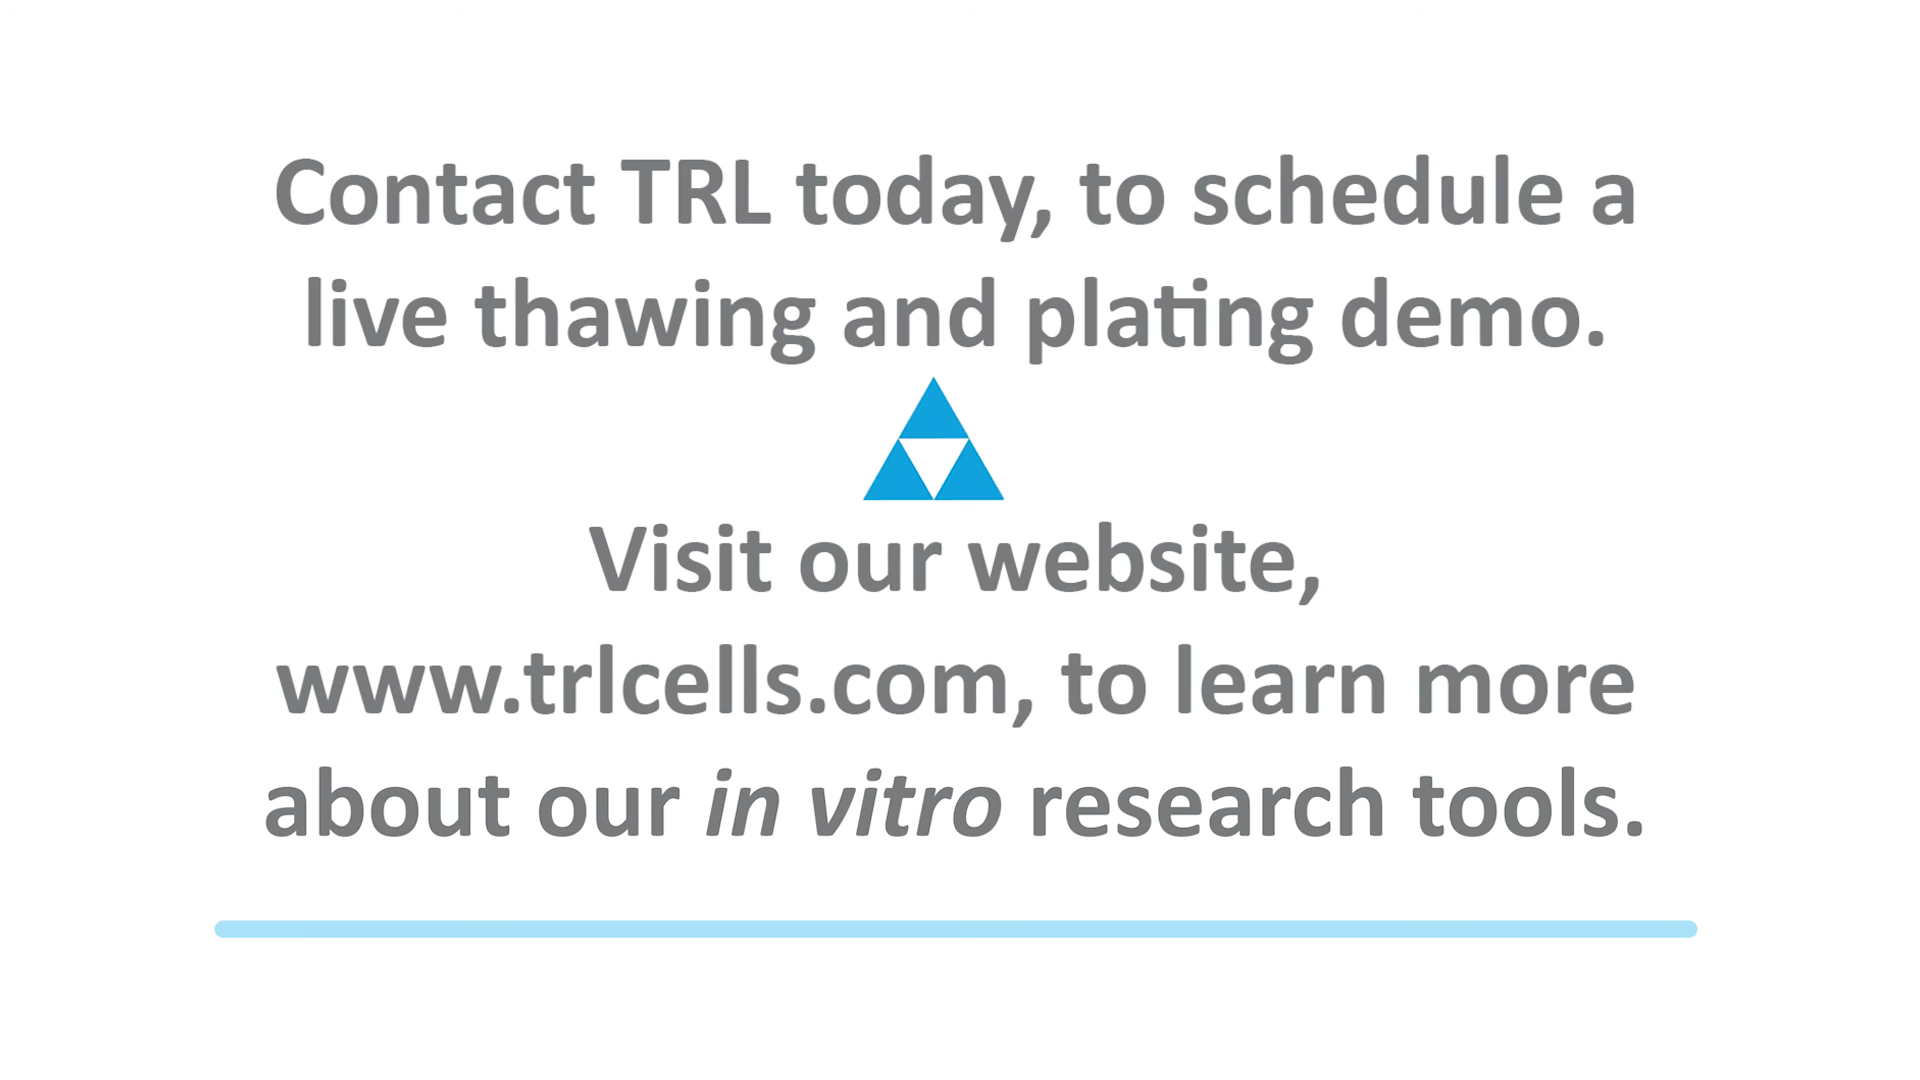 Contact TRL today, to schedule a
live thawing and plating demo.
Visit our website,
www.trlcells.com, to learn more
about our in vitro research tools.